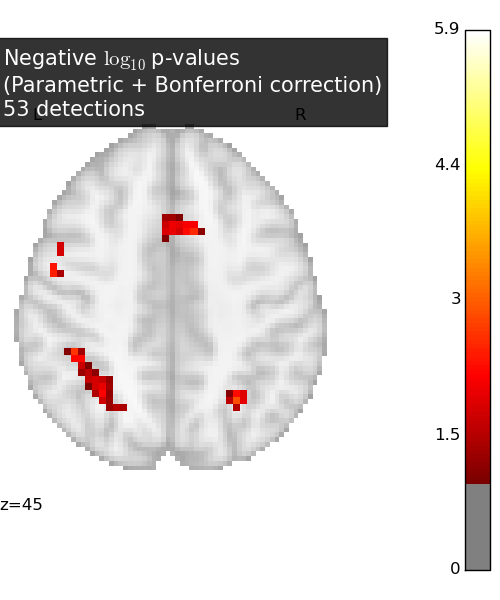 Negative log10 p-values
(Parametric + Bonferroni correction)
53 detections
L
R
z=45
5.9
4.4
3
1.5
0